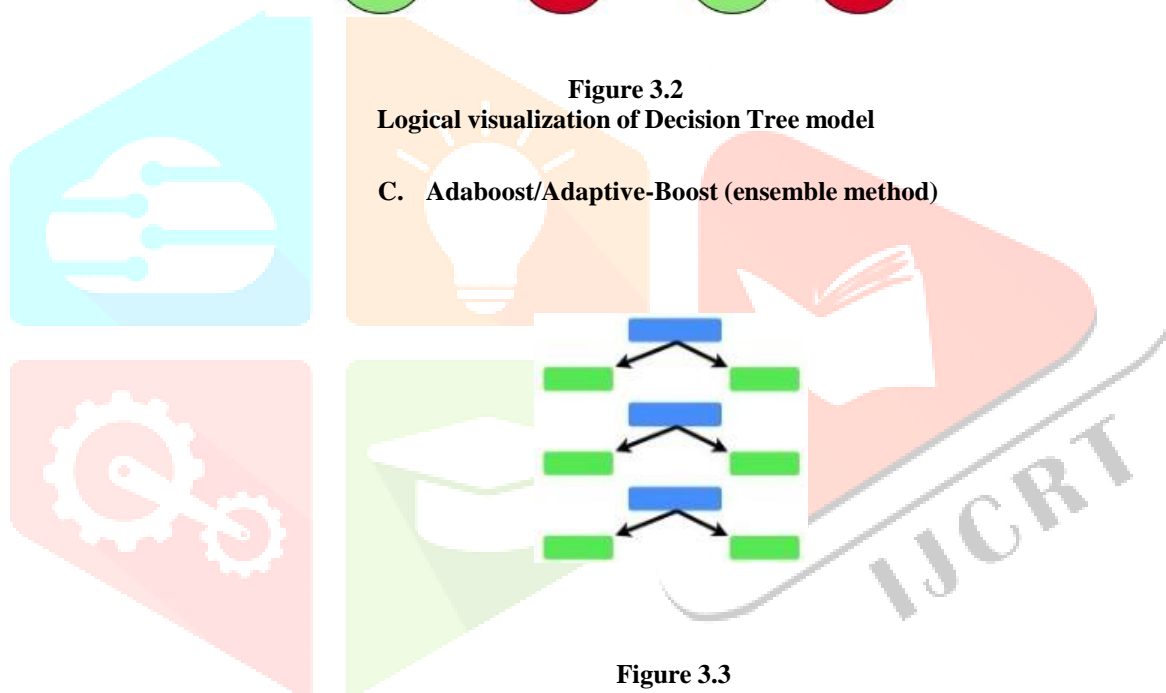 Figure 3.2
Logical visualization of Decision Tree model
C. Adaboost/Adaptive-Boost (ensemble method)
IJCRT
Figure 3.3